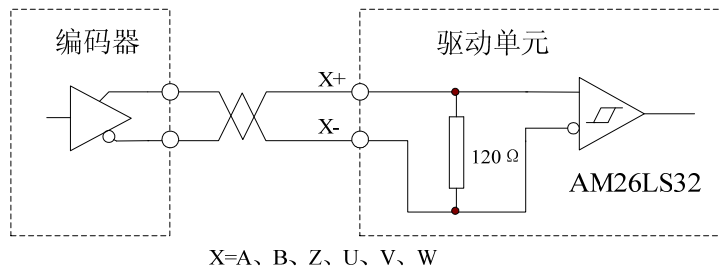 编码器
驱动单元
X+
X-
120 Ω
AM26LS32
X=A、B、Z、U、V、W